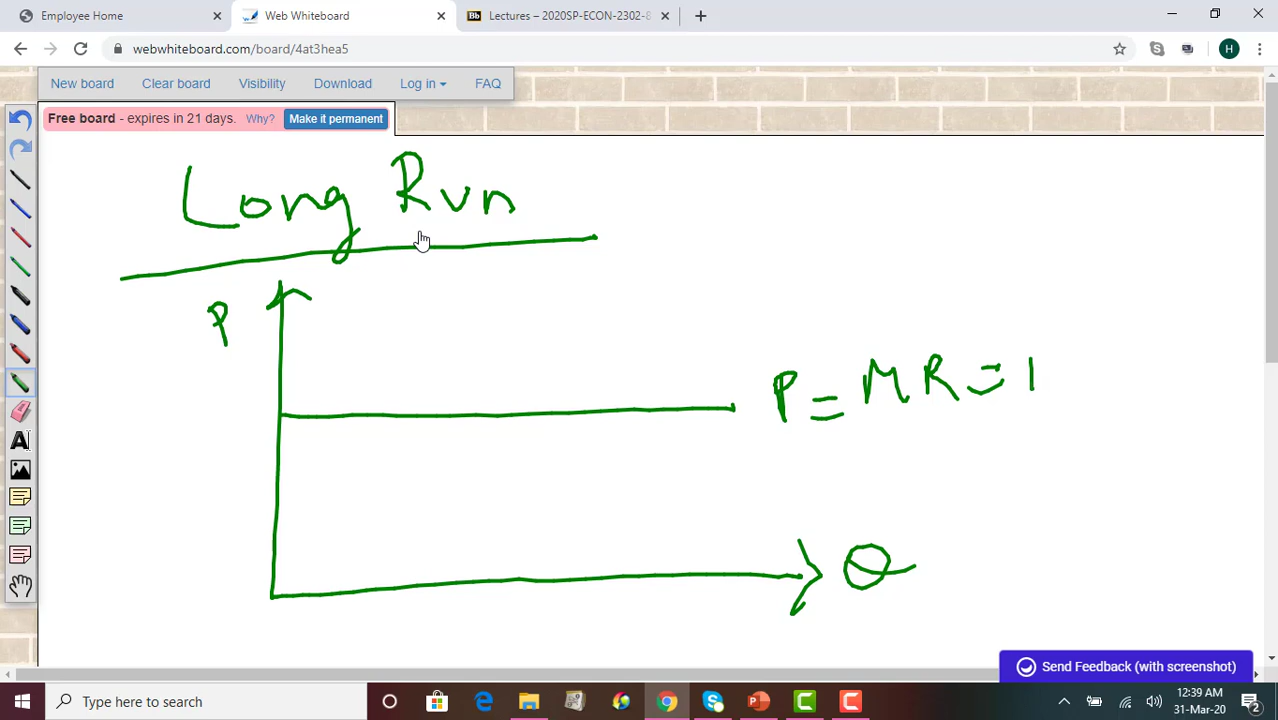 Employee Home
Web Whiteboard
Lectures – 2020SP-ECON-2302-8
webwhiteboard.com/board/4at3hea5
H
New board Clear board Visibility Download Log in FAQ
Free board - expires in 21 days. Why? Make it permanent
Long Run
P
P = MR = 1
A
Q
Send Feedback (with screenshot)
Type here to search
12:39 AM
31-Mar-20
2